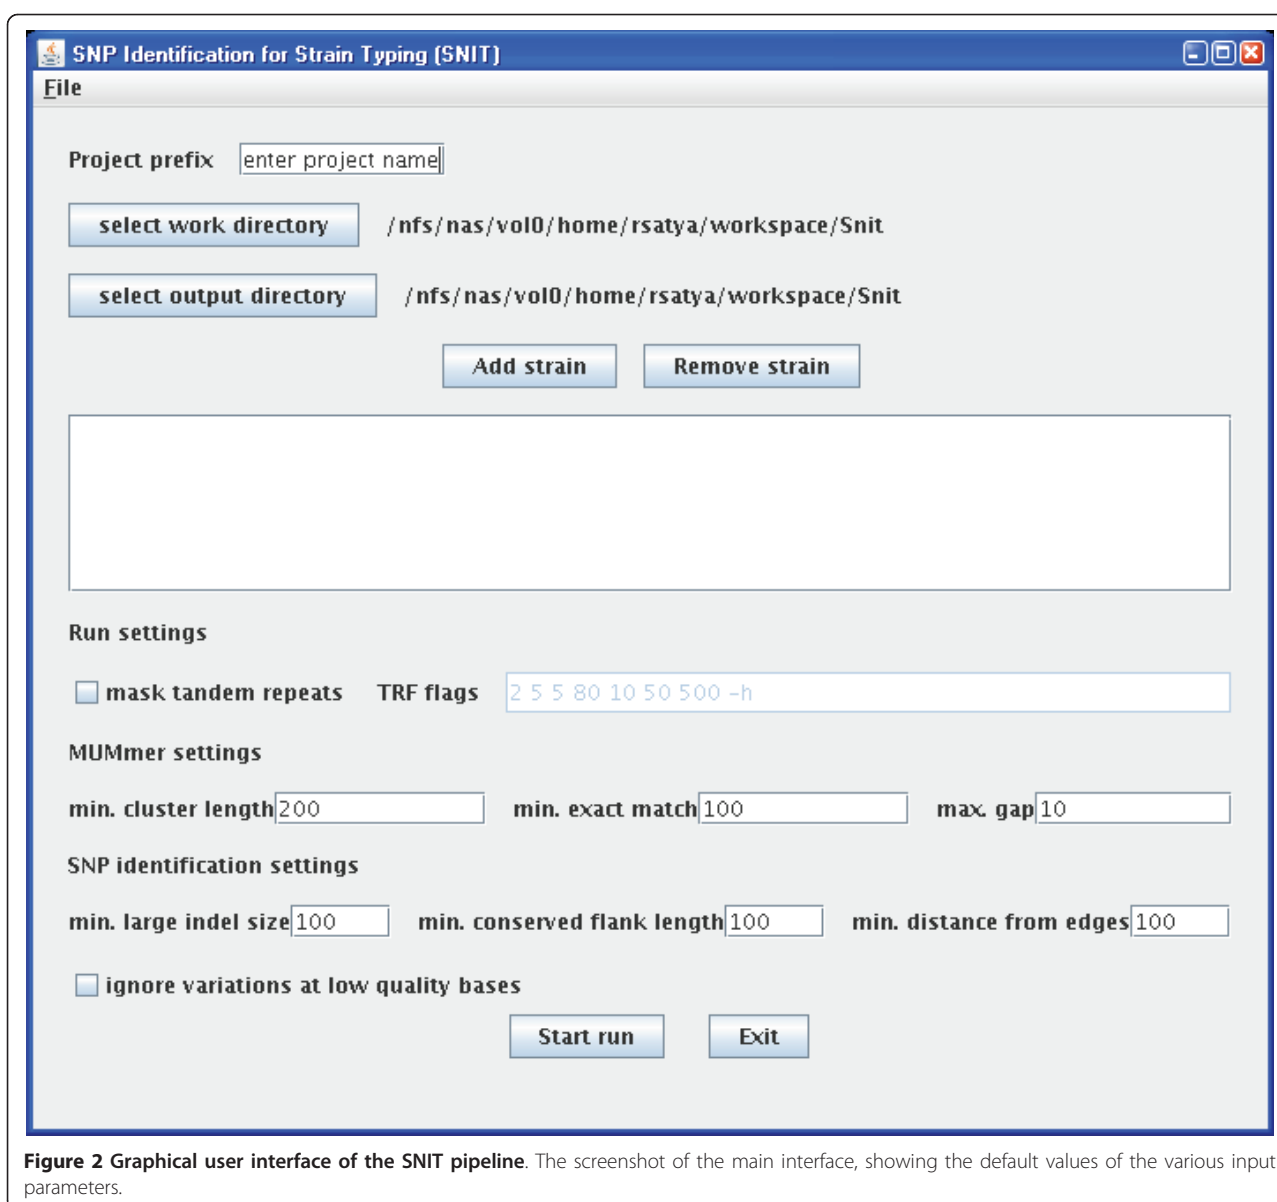 SNP Identification for Strain Typing (SNIT)
File
Project prefix enter project name
select work directory /nfs/nas/vol0/home/rsatya/workspace/Snit
select output directory /nfs/nas/vol0/home/rsatya/workspace/Snit
Add strain Remove strain
Run settings
mask tandem repeats TRF flags 2 5 5 80 10 50 500 -h
MUMmer settings
min. cluster length 200 min. exact match 100 max. gap 10
SNP identification settings
min. large indel size 100 min. conserved flank length 100 min. distance from edges 100
ignore variations at low quality bases
Start run Exit
Figure 2 Graphical user interface of the SNIT pipeline. The screenshot of the main interface, showing the default values of the various input
parameters.